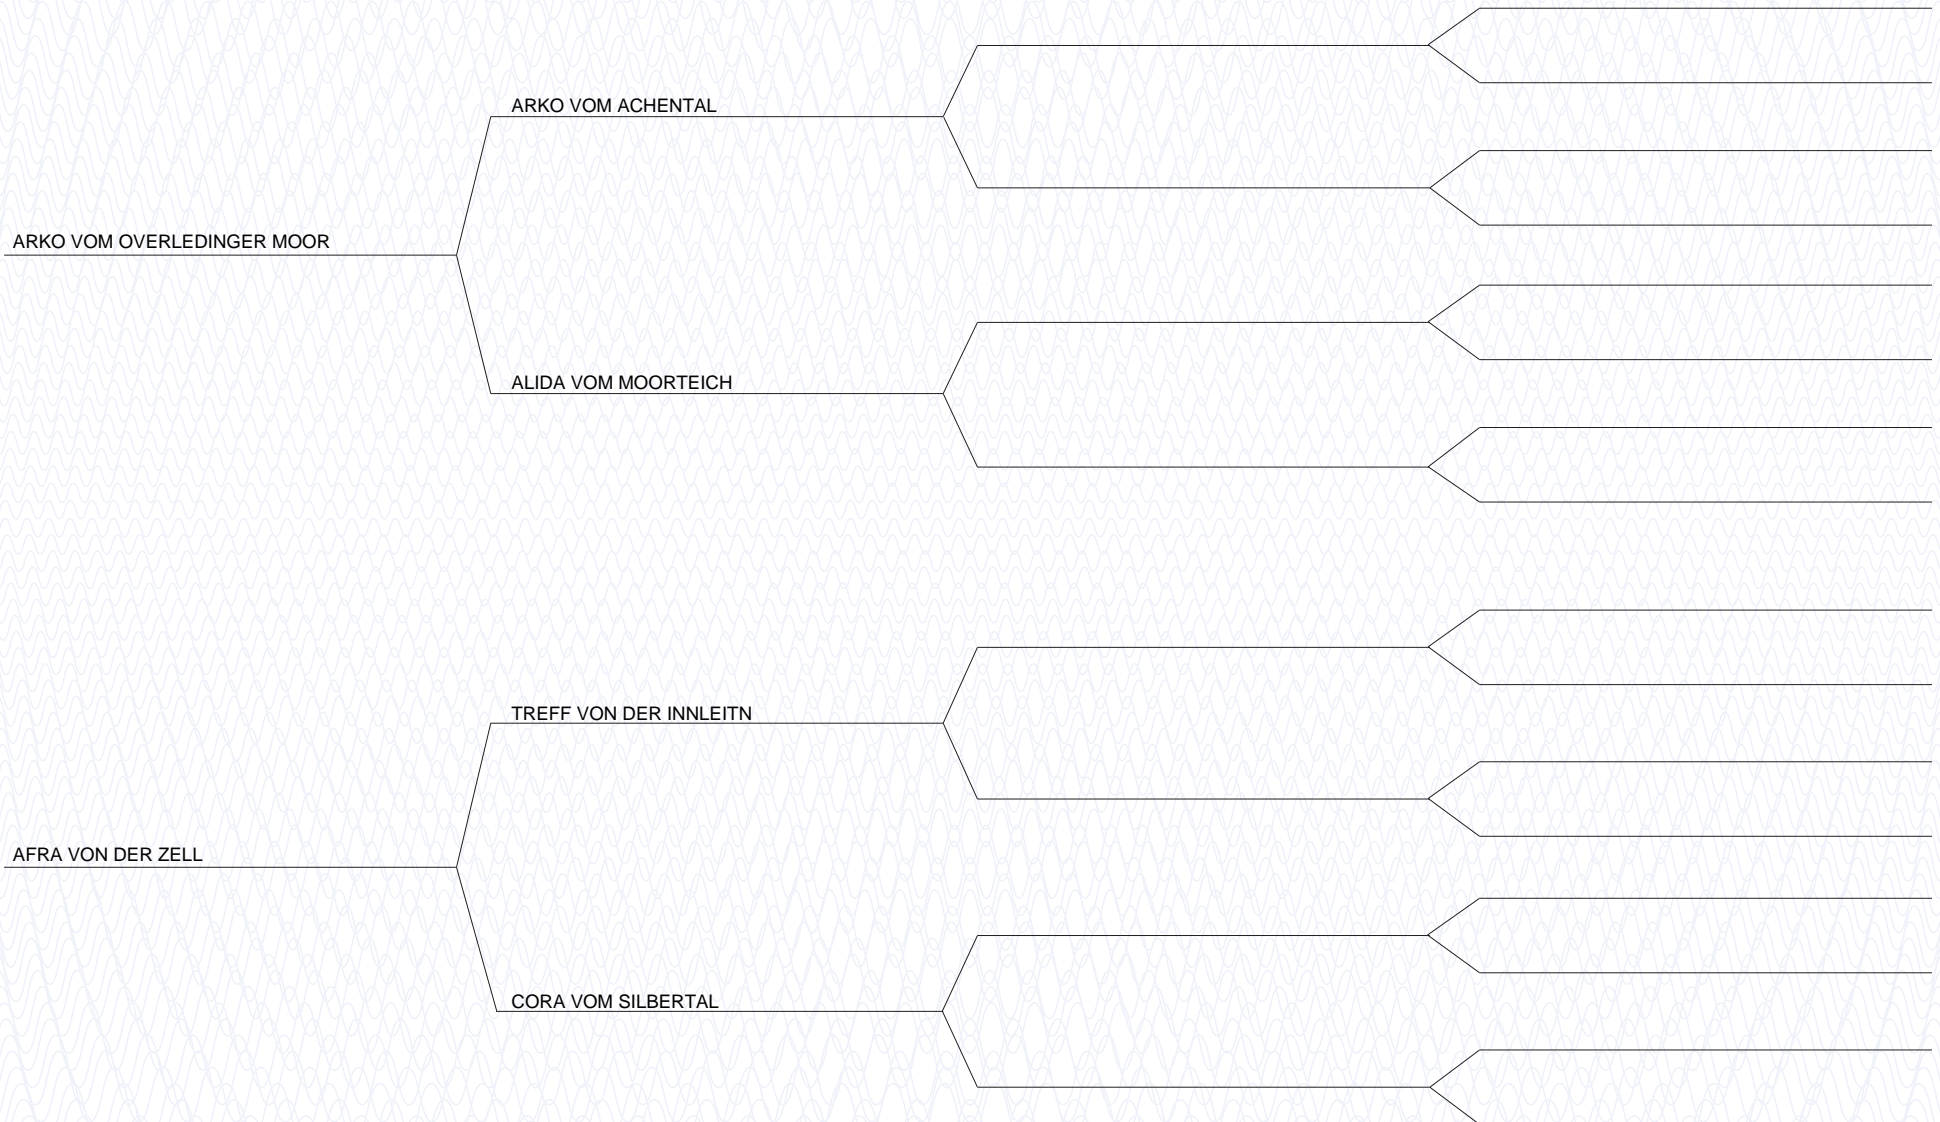 ARKO VOM ACHENTAL
ARKO VOM OVERLEDINGER MOOR
ALIDA VOM MOORTEICH
TREFF VON DER INNLEITN
AFRA VON DER ZELL
CORA VOM SILBERTAL